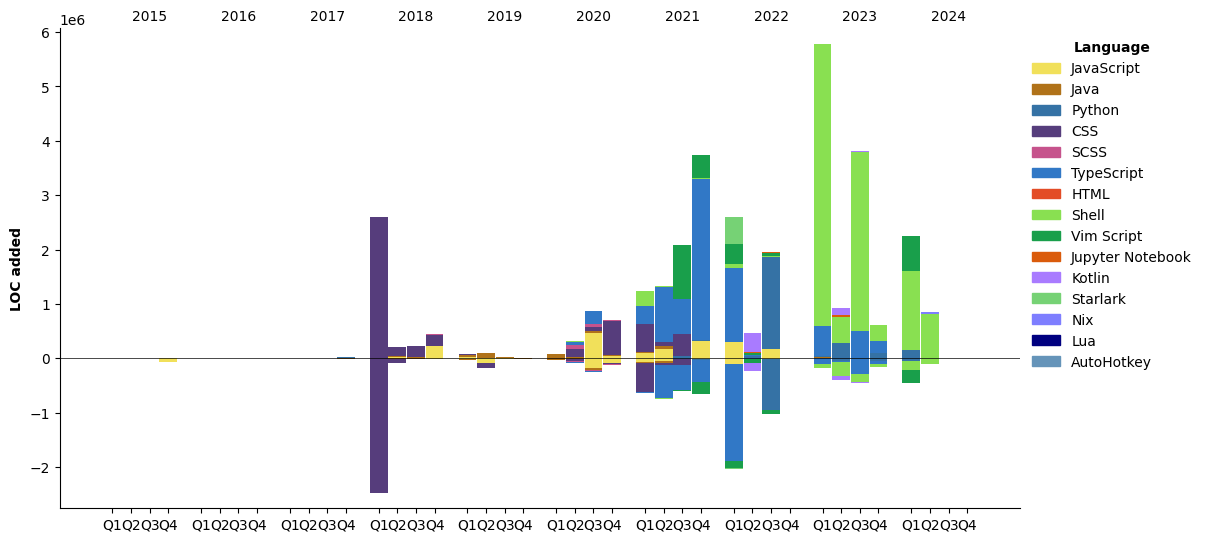 1e6 2015 2016 2017 2018 2019 2020 2021 2022 2023 2024
6
5
4
3
2
1
0
−1
−2
LOC added
Q1Q2Q3Q4 Q1Q2Q3Q4 Q1Q2Q3Q4 Q1Q2Q3Q4 Q1Q2Q3Q4 Q1Q2Q3Q4 Q1Q2Q3Q4 Q1Q2Q3Q4 Q1Q2Q3Q4 Q1Q2Q3Q4
Language
JavaScript
Java
Python
CSS
SCSS
TypeScript
HTML
Shell
Vim Script
Jupyter Notebook
Kotlin
Starlark
Nix
Lua
AutoHotkey